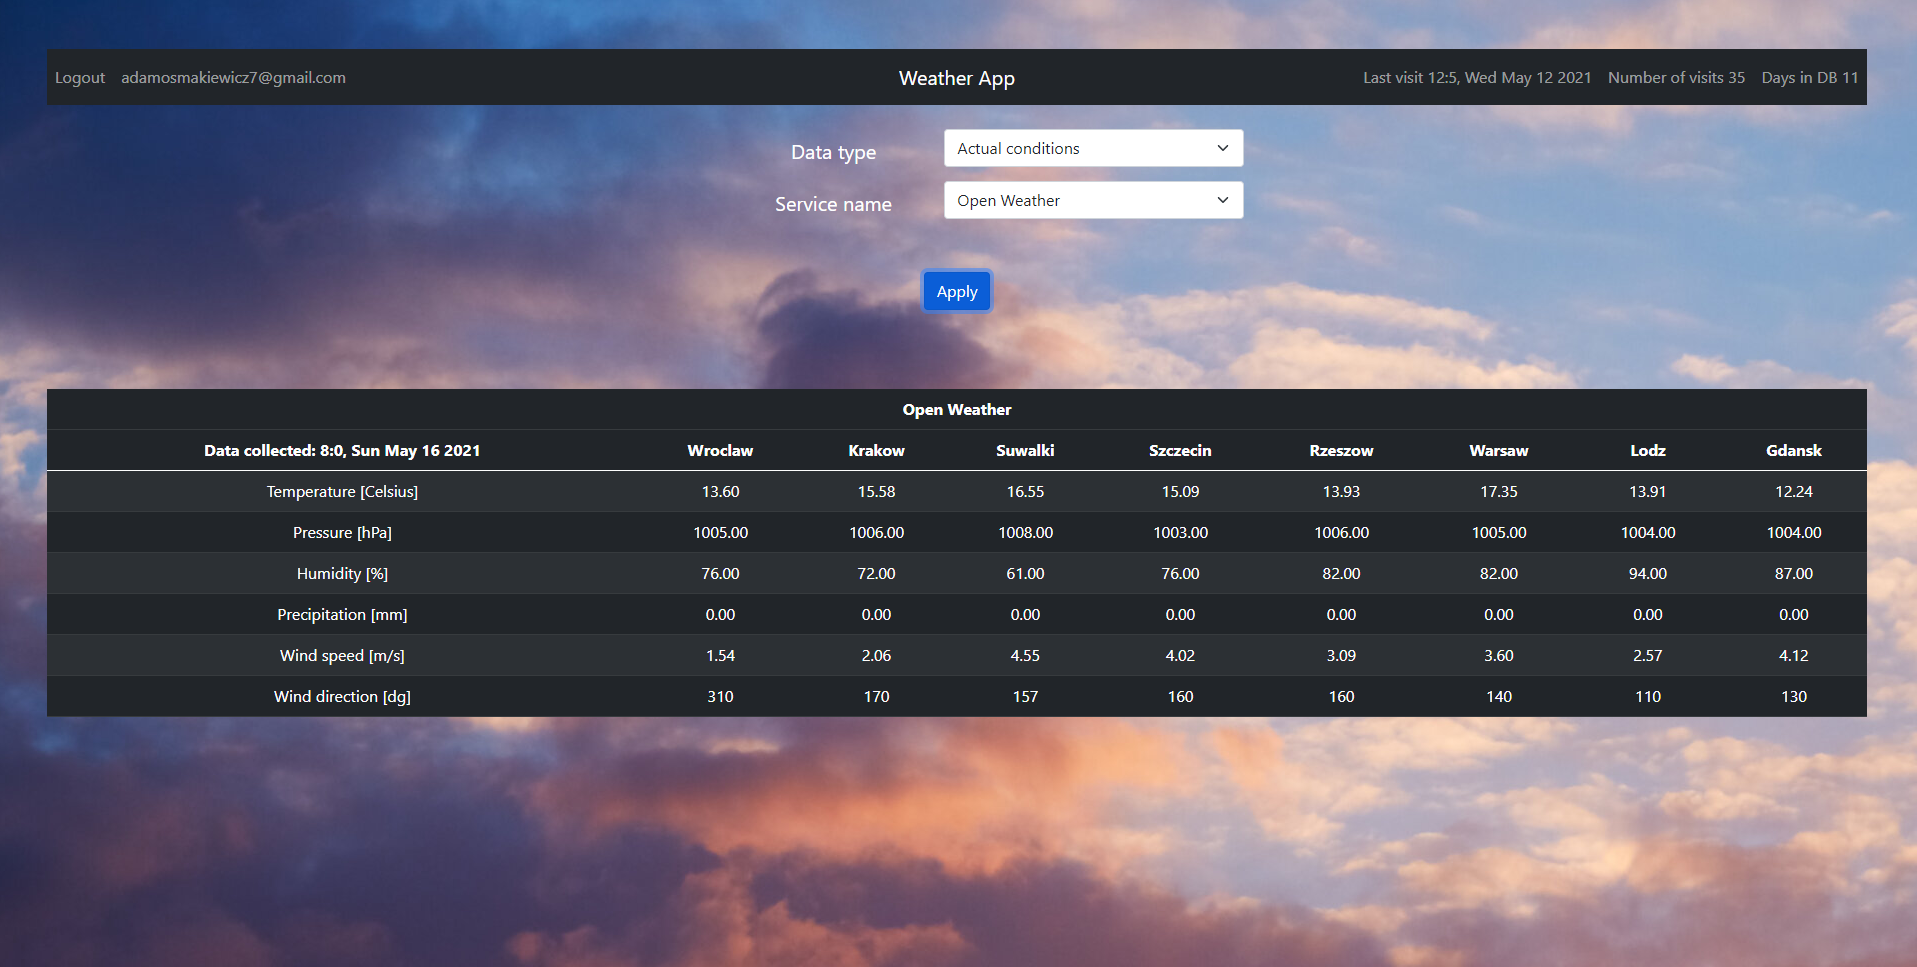 Logout adamosmakiewicz7@gmail.com Weather App Last visit 12:5, Wed May 12 2021 Number of visits 35 Days in DB 11
Data type Actual conditions
Service name Open Weather
Apply
Open Weather
Data collected: 8:0, Sun May 16 2021 Wroclaw Krakow Suwalki Szczecin Rzeszow Warsaw Lodz Gdansk
Temperature [Celsius] 13.60 15.58 16.55 15.09 13.93 17.35 13.91 12.24
Pressure [hPa] 1005.00 1006.00 1008.00 1003.00 1006.00 1005.00 1004.00 1004.00
Humidity [%] 76.00 72.00 61.00 76.00 82.00 82.00 94.00 87.00
Precipitation [mm] 0.00 0.00 0.00 0.00 0.00 0.00 0.00 0.00
Wind speed [m/s] 1.54 2.06 4.55 4.02 3.09 3.60 2.57 4.12
Wind direction [dg] 310 170 157 160 160 140 110 130